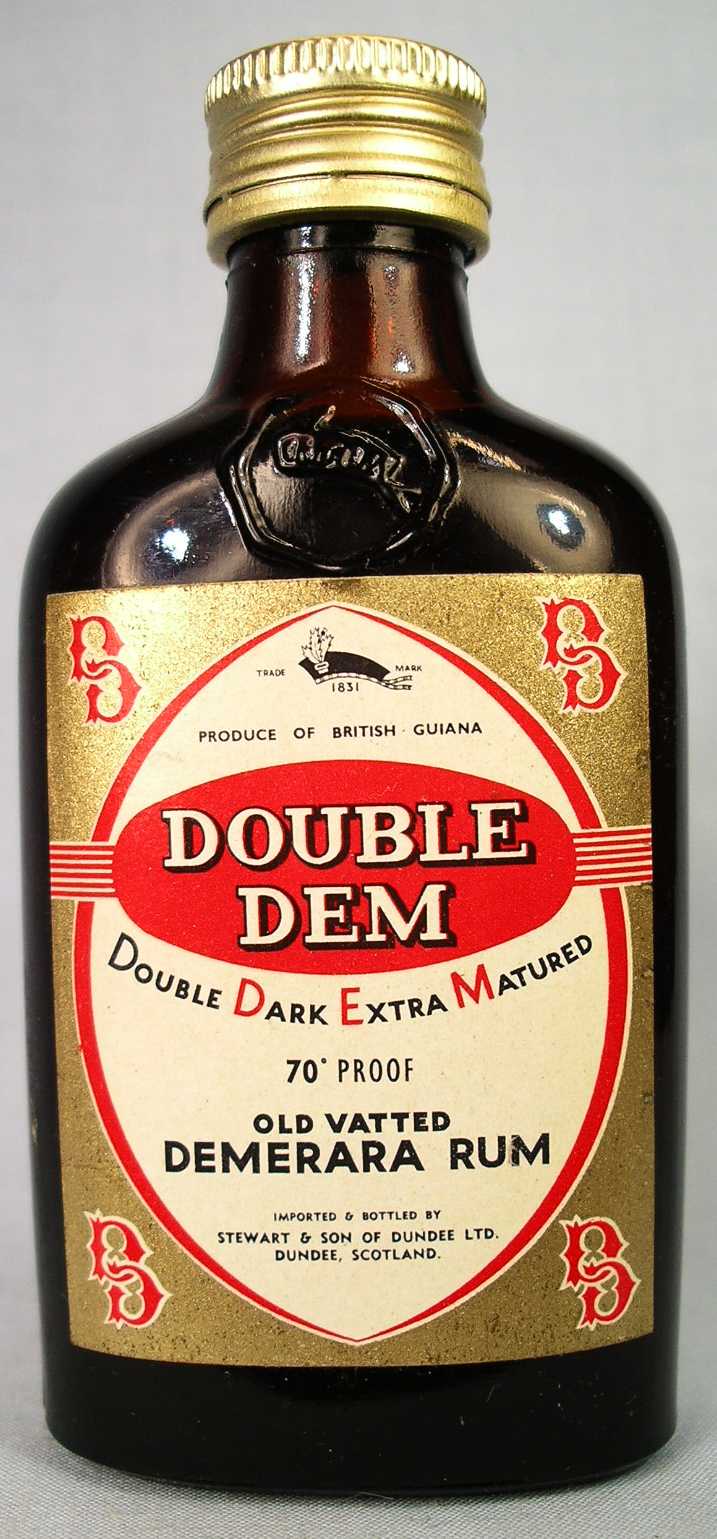 TRADE MARK
1831
PRODUCE OF BRITISH GUIANA
DOUBLE
DEM
DOUBLE DARK EXTRA MATURED
70° PROOF
OLD VATTED
DEMERARA RUM
IMPORTED & BOTTLED BY
STEWART & SON OF DUNDEE LTD.
DUNDEE, SCOTLAND.